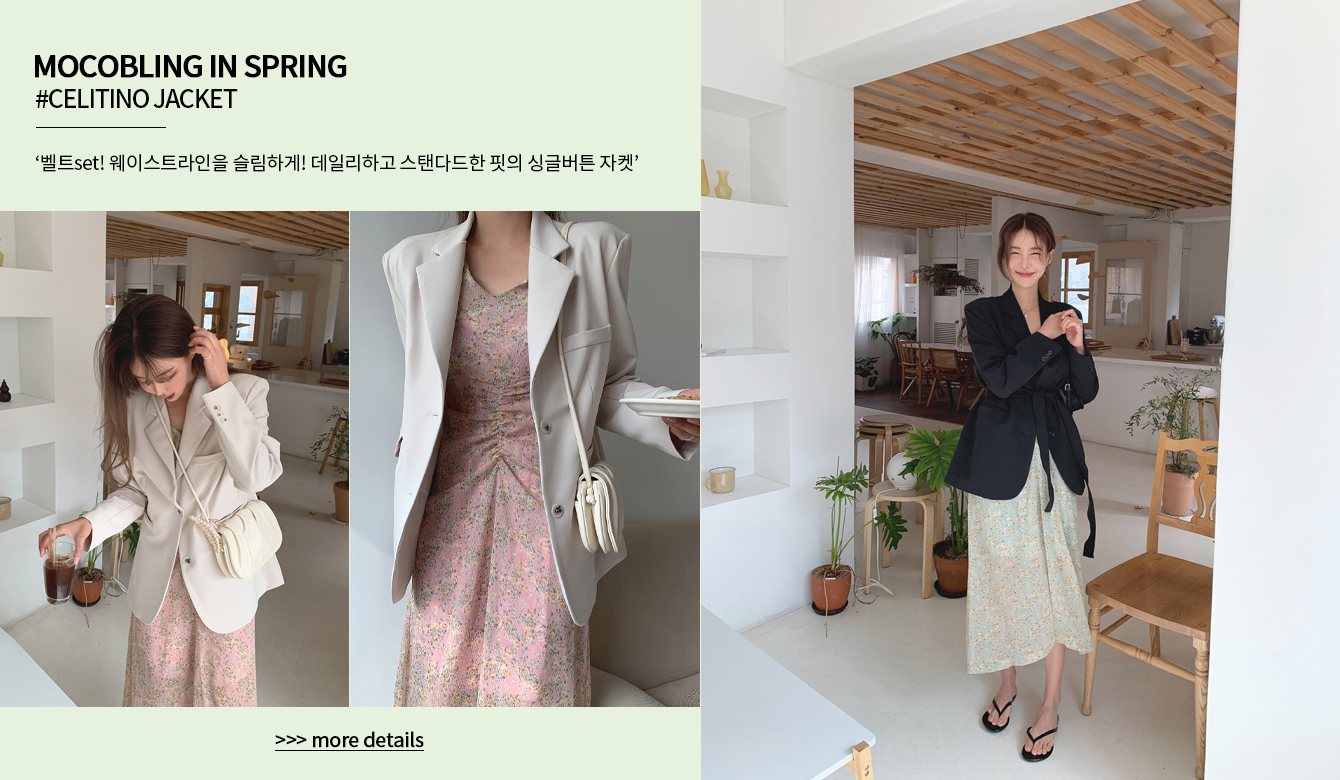 MOCOBLING IN SPRING
#CELITINO JACKET
‘벨트set! 웨이스트라인을 슬림하게! 데일리하고 스탠다드한 핏의 싱글버튼 자켓’
>>> more details